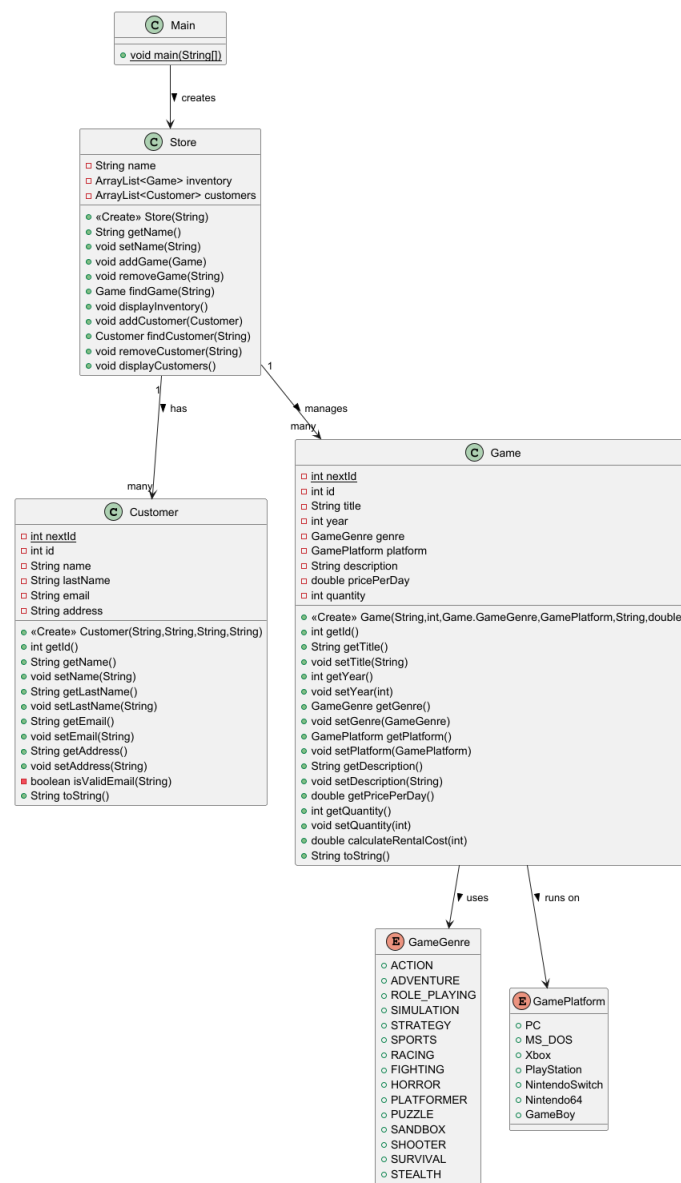 C Main
void main(String[])
creates
C Store
String name
ArrayList<Game> inventory
ArrayList<Customer> customers
«Create» Store(String)
String getName()
void setName(String)
void addGame(Game)
void removeGame(String)
Game findGame(String)
void displayInventory()
void addCustomer(Customer)
Customer findCustomer(String)
void removeCustomer(String)
void displayCustomers()
1
1
has
manages
many
many
C Game
int nextId
int id
String title
int year
GameGenre genre
GamePlatform platform
String description
double pricePerDay
int quantity
«Create» Game(String,int,Game.GameGenre,GamePlatform,String,double
int getId()
String getTitle()
void setTitle(String)
int getYear()
void setYear(int)
GameGenre getGenre()
void setGenre(GameGenre)
GamePlatform getPlatform()
void setPlatform(GamePlatform)
String getDescription()
void setDescription(String)
double getPricePerDay()
int getQuantity()
void setQuantity(int)
double calculateRentalCost(int)
String toString()
C Customer
int nextId
int id
String name
String lastName
String email
String address
«Create» Customer(String,String,String,String)
int getId()
String getName()
void setName(String)
String getLastName()
void setLastName(String)
String getEmail()
void setEmail(String)
String getAddress()
void setAddress(String)
boolean isValidEmail(String)
String toString()
uses
runs on
E GameGenre
ACTION
ADVENTURE
ROLE_PLAYING
SIMULATION
STRATEGY
SPORTS
RACING
FIGHTING
HORROR
PLATFORMER
PUZZLE
SANDBOX
SHOOTER
SURVIVAL
STEALTH
E GamePlatform
PC
MS_DOS
Xbox
PlayStation
NintendoSwitch
Nintendo64
GameBoy